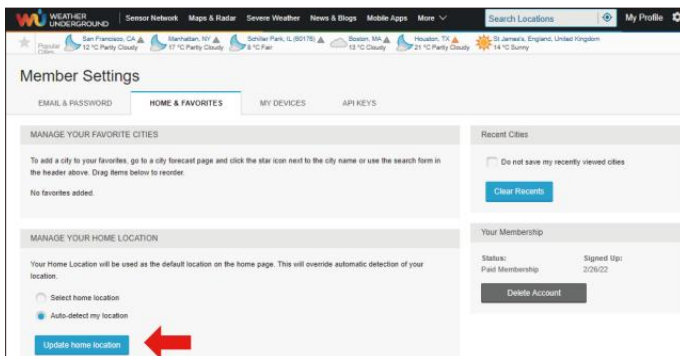 WEATHER UNDERGROUND
Sensor Network Maps & Radar Severe Weather News & Blogs Mobile Apps More Search Locations My Profile
Popular Cities
San Francisco, CA 12 °C Partly Cloudy
Manhattan, NY 17 °C Partly Cloudy
Schiller Park, IL (60176) 8 °C Fair
Boston, MA 13 °C Cloudy
Houston, TX 21 °C Partly Cloudy
St James's, England, United Kingdom 14 °C Sunny
Member Settings
EMAIL & PASSWORD HOME & FAVORITES MY DEVICES API KEYS
MANAGE YOUR FAVORITE CITIES
To add a city to your favorites, go to a city forecast page and click the star icon next to the city name or use the search form in
the header above. Drag items below to reorder.
No favorites added.
MANAGE YOUR HOME LOCATION
Your Home Location will be used as the default location on the home page. This will override automatic detection of your
location.
Select home location
Auto-detect my location
Update home location
Recent Cities
Do not save my recently viewed cities
Clear Recents
Your Membership
Status: Signed Up:
Paid Membership 2/26/22
Delete Account